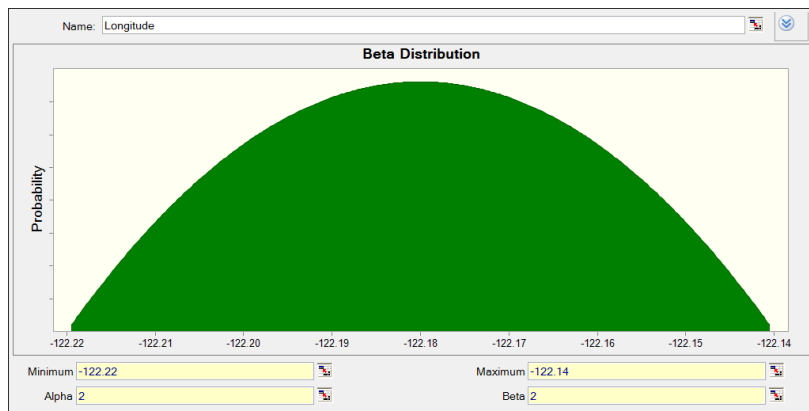 Name: Longitude
Beta Distribution
Probability
-122.22 -122.21 -122.20 -122.19 -122.18 -122.17 -122.16 -122.15 -122.14
Minimum -122.22 Maximum -122.14
Alpha 2 Beta 2